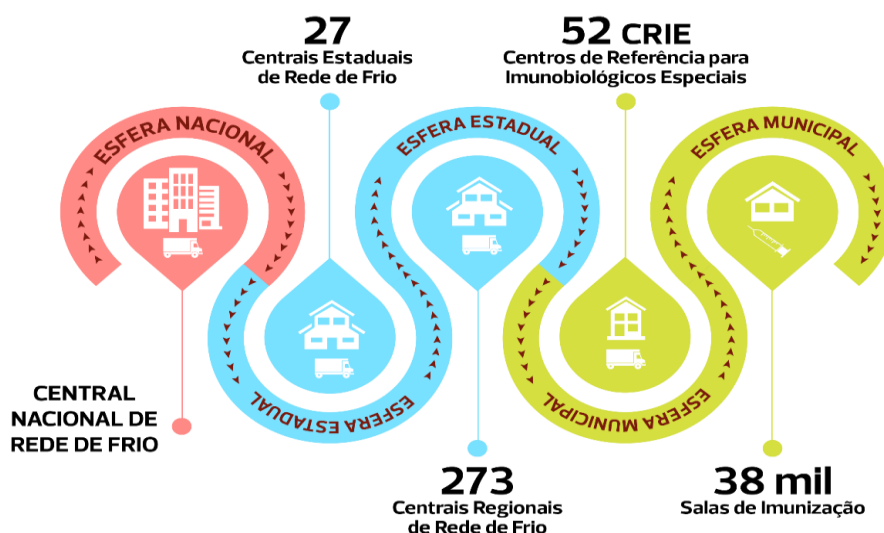 27
Centrais Estaduais
de Rede de Frio
52 CRIE
Centros de Referência para
Imunobiológicos Especiais
ESFERA NACIONAL
ESFERA ESTADUAL
ESFERA MUNICIPAL
ESFERA ESTADUAL
ESFERA MUNICIPAL
CENTRAL
NACIONAL DE
REDE DE FRIO
273
Centrais Regionais
de Rede de Frio
38 mil
Salas de Imunização